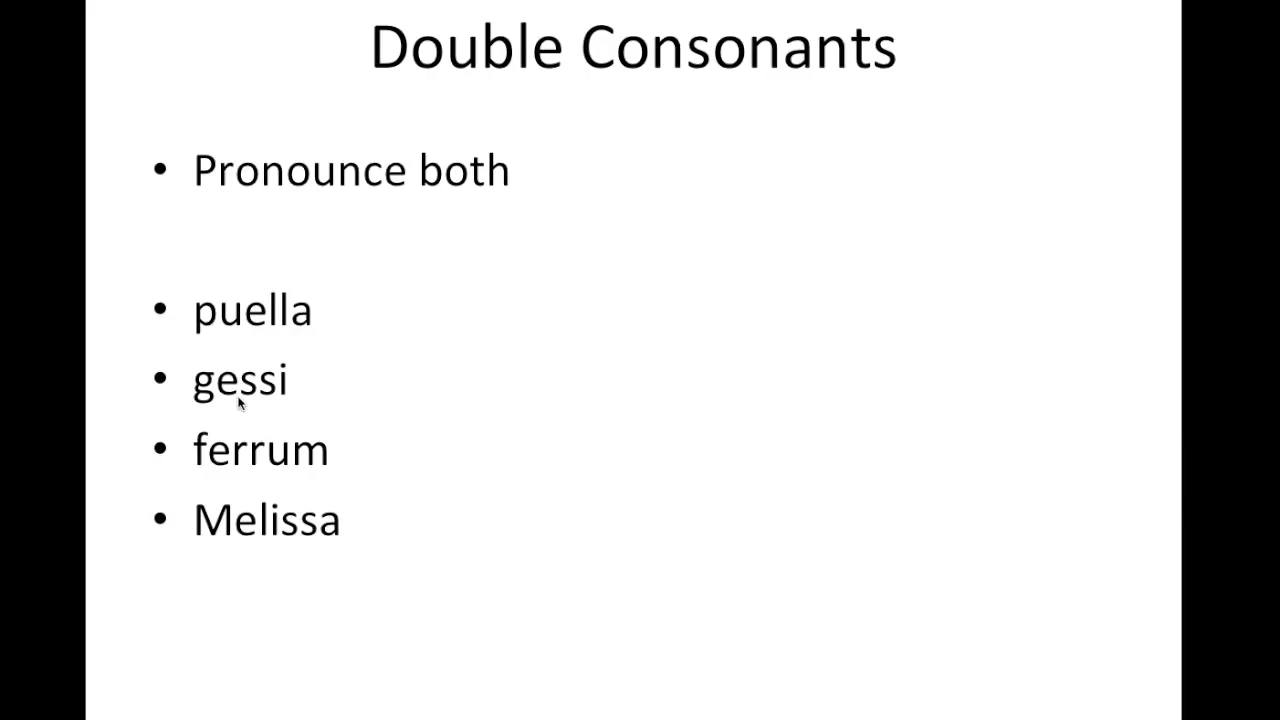 Double Consonants
• Pronounce both
• puella
• gessi
• ferrum
• Melissa